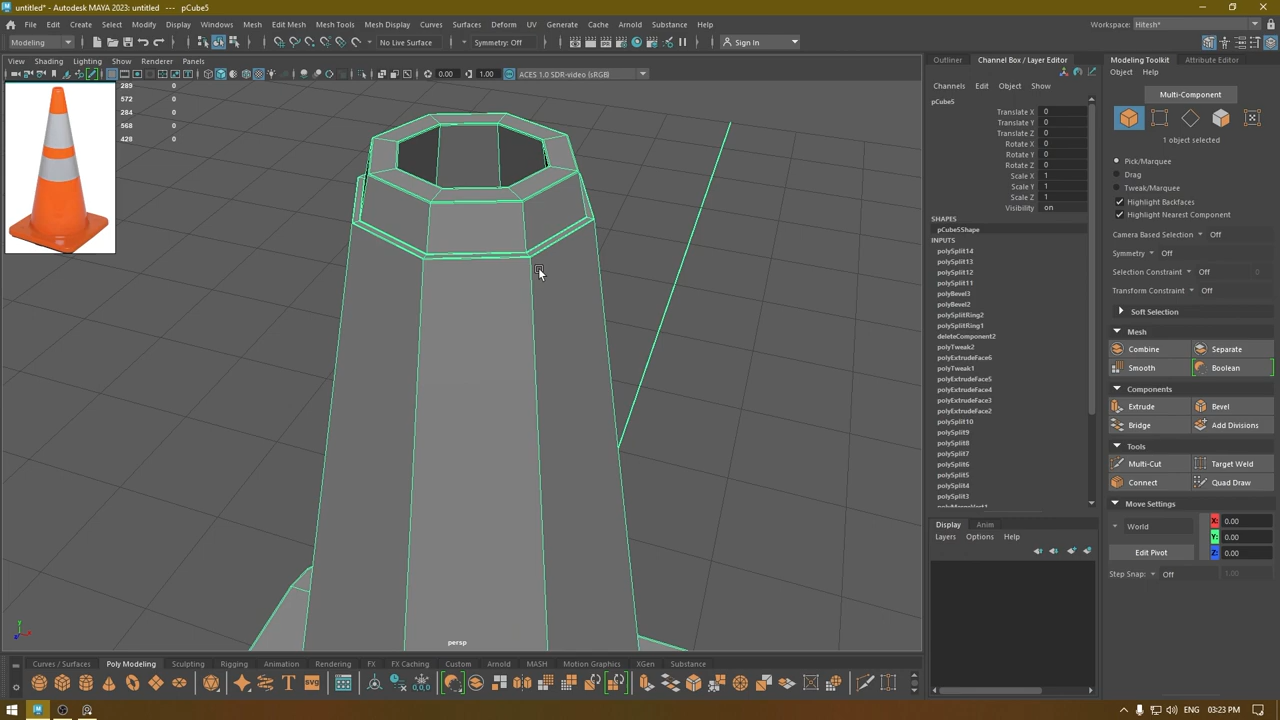 untitled* - Autodesk MAYA 2023: untitled --- pCube5
File Edit Create Select Modify Display Windows Mesh Edit Mesh Mesh Tools Mesh Display Curves Surfaces Deform UV Generate Cache Arnold Substance Help
Workspace: Hitesh*
Modeling No Live Surface Symmetry: Off Sign In
View Shading Lighting Show Renderer Panels
0.00 1.00 ACES 1.0 SDR-video (sRGB)
289 0
572 0
284 0
568 0
428 0
persp
Outliner Channel Box / Layer Editor
Channels Edit Object Show
pCube5
Translate X 0
Translate Y 0
Translate Z 0
Rotate X 0
Rotate Y 0
Rotate Z 0
Scale X 1
Scale Y 1
Scale Z 1
Visibility on
SHAPES
pCube5Shape
INPUTS
polySplit14
polySplit13
polySplit12
polySplit11
polyBevel3
polyBevel2
polySplitRing2
polySplitRing1
deleteComponent2
polyTweak2
polyExtrudeFace6
polyTweak1
polyExtrudeFace5
polyExtrudeFace4
polyExtrudeFace3
polyExtrudeFace2
polySplit10
polySplit9
polySplit8
polySplit7
polySplit6
polySplit5
polySplit4
polySplit3
polyMergeVert1
Display Anim
Layers Options Help
Modeling Toolkit Attribute Editor
Object Help
Multi-Component
1 object selected
Pick/Marquee
Drag
Tweak/Marquee
Highlight Backfaces
Highlight Nearest Component
Camera Based Selection Off
Symmetry Off
Selection Constraint Off
Transform Constraint Off
Soft Selection
Mesh
Combine Separate
Smooth Boolean
Components
Extrude Bevel
Bridge Add Divisions
Tools
Multi-Cut Target Weld
Connect Quad Draw
Move Settings
World X: 0.00
Y: 0.00
Edit Pivot Z: 0.00
Step Snap: Off 1.00
Curves / Surfaces Poly Modeling Sculpting Rigging Animation Rendering FX FX Caching Custom Arnold MASH Motion Graphics XGen Substance
T SVG
0,0,0
ENG 03:23 PM